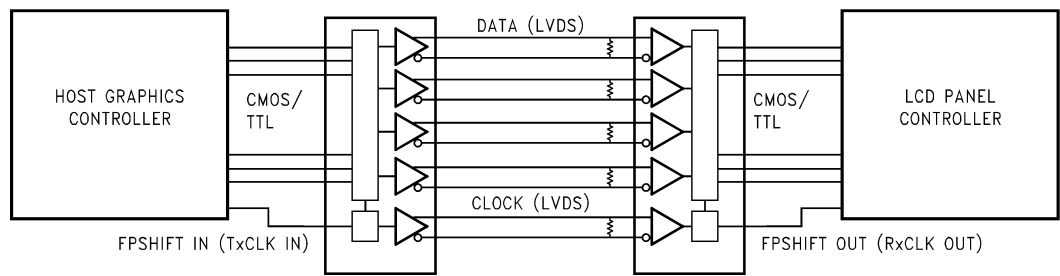 DATA (LVDS)
HOST GRAPHICS
CONTROLLER
CMOS/
TTL
CMOS/
TTL
LCD PANEL
CONTROLLER
CLOCK (LVDS)
FPSHIFT IN (TxCLK IN)
FPSHIFT OUT (RxCLK OUT)